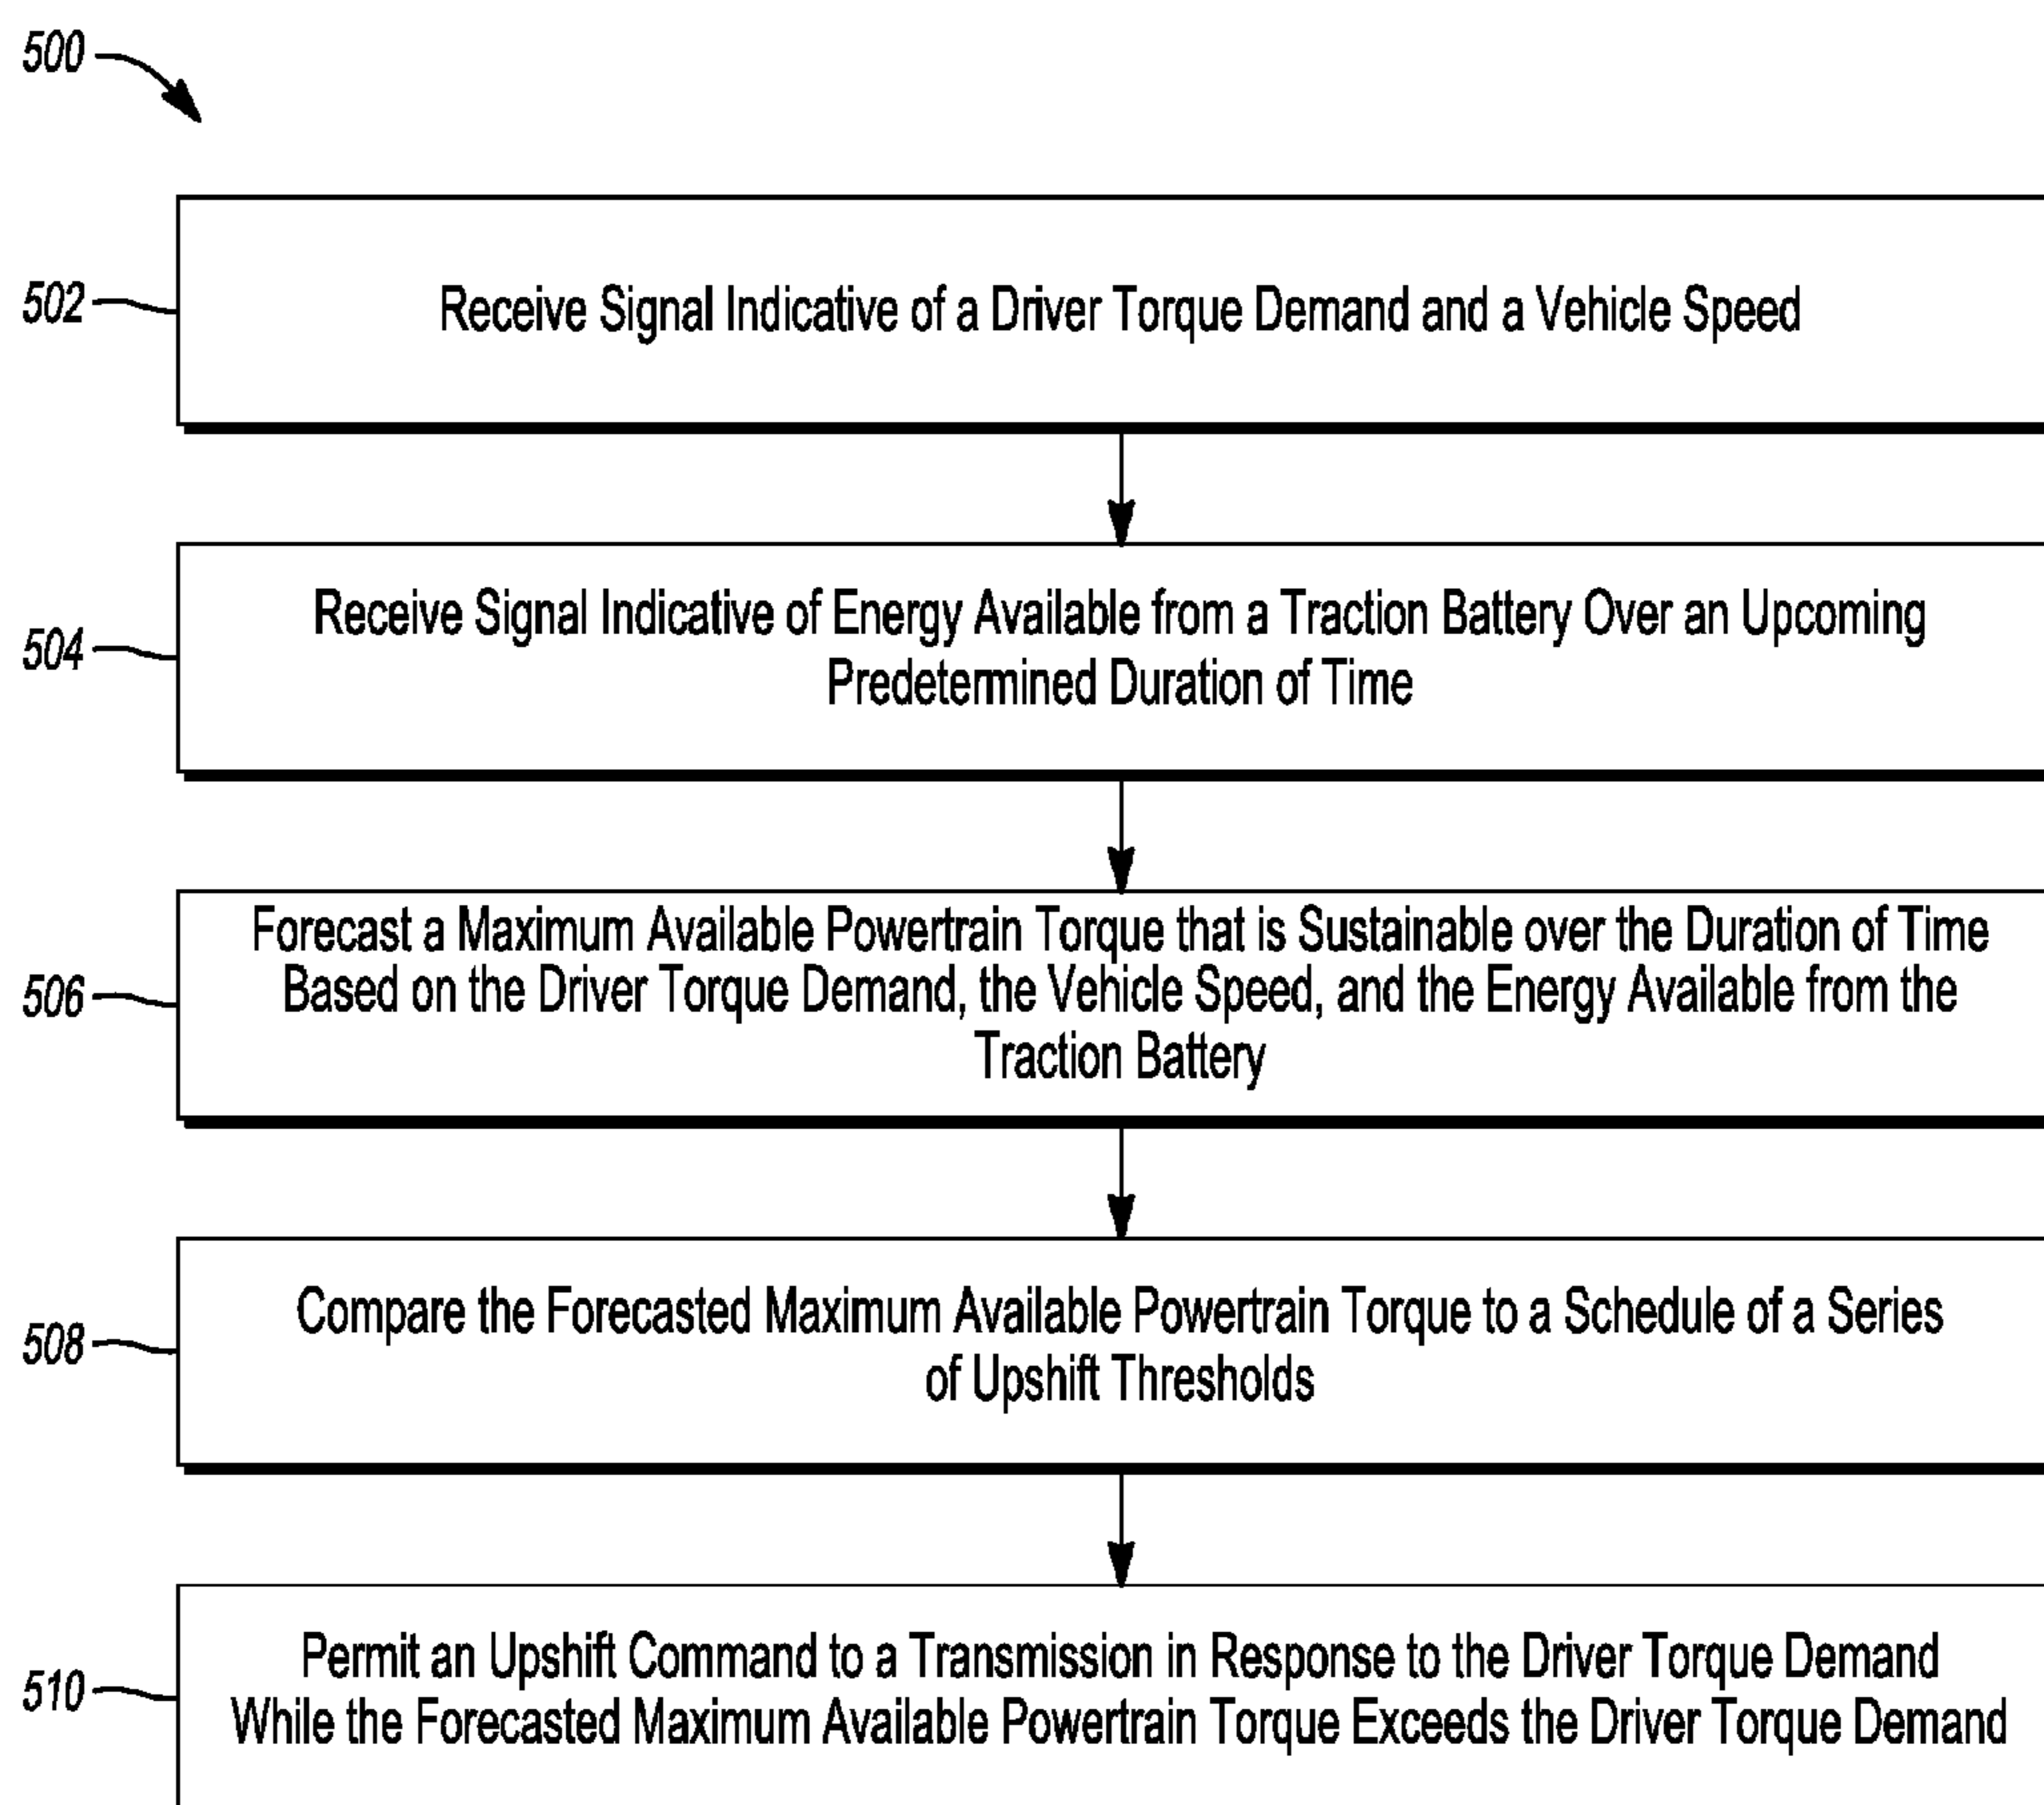 500
502
Receive Signal Indicative of a Driver Torque Demand and a Vehicle Speed
504
Receive Signal Indicative of Energy Available from a Traction Battery Over an Upcoming
Predetermined Duration of Time
506
Forecast a Maximum Available Powertrain Torque that is Sustainable over the Duration of Time
Based on the Driver Torque Demand, the Vehicle Speed, and the Energy Available from the
Traction Battery
508
Compare the Forecasted Maximum Available Powertrain Torque to a Schedule of a Series
of Upshift Thresholds
510
Permit an Upshift Command to a Transmission in Response to the Driver Torque Demand
While the Forecasted Maximum Available Powertrain Torque Exceeds the Driver Torque Demand